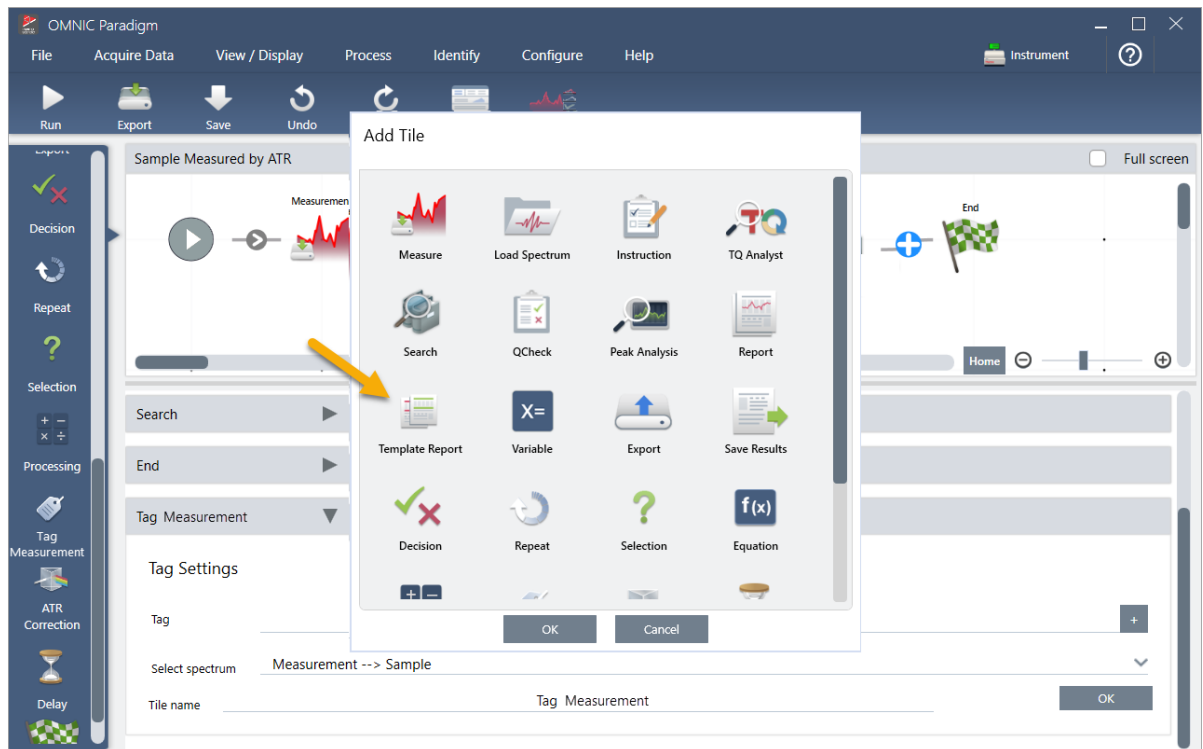 OMNIC Paradigm
File Acquire Data View / Display Process Identify Configure Help Instrument
Run Export Save Undo
Add Tile
Export
Decision
Repeat
Selection
+ −
× ÷
Processing
Tag
Measurement
ATR
Correction
Delay
Sample Measured by ATR
Full screen
Measuremen
End
Home
Measure Load Spectrum Instruction TQ Analyst
Search QCheck Peak Analysis Report
X=
Template Report Variable Export Save Results
f(x)
Decision Repeat Selection Equation
OK Cancel
Search
End
Tag Measurement
Tag Settings
Tag +
Select spectrum Measurement --> Sample
Tile name Tag Measurement OK